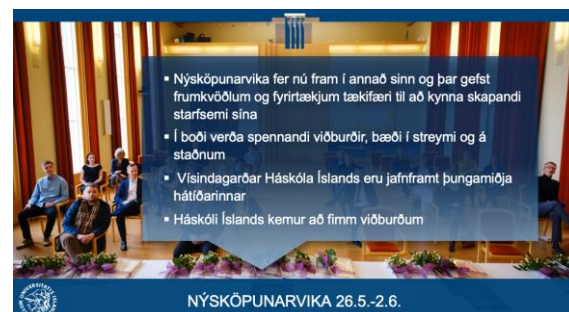 ▪ Nýsköpunarvika fer nú fram í annað sinn og þar gefst
frumkvöðlum og fyrirtækjum tækifæri til að kynna skapandi
starfsemi sína
▪ Í boði verða spennandi viðburðir, bæði í streymi og á
staðnum
▪ Vísindagarðar Háskóla Íslands eru jafnframt þungamiðja
hátíðarinnar
▪ Háskóli Íslands kemur að fimm viðburðum
NÝSKÖPUNARVIKA 26.5.-2.6.